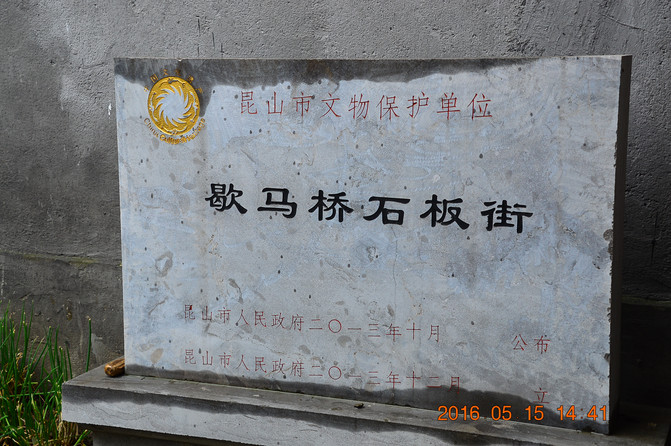 昆山市文物保护单位
歇马桥石板街
昆山市人民政府二〇一三年十月 公布
昆山市人民政府二〇一三年十二月 立
2016 05 15 14:41